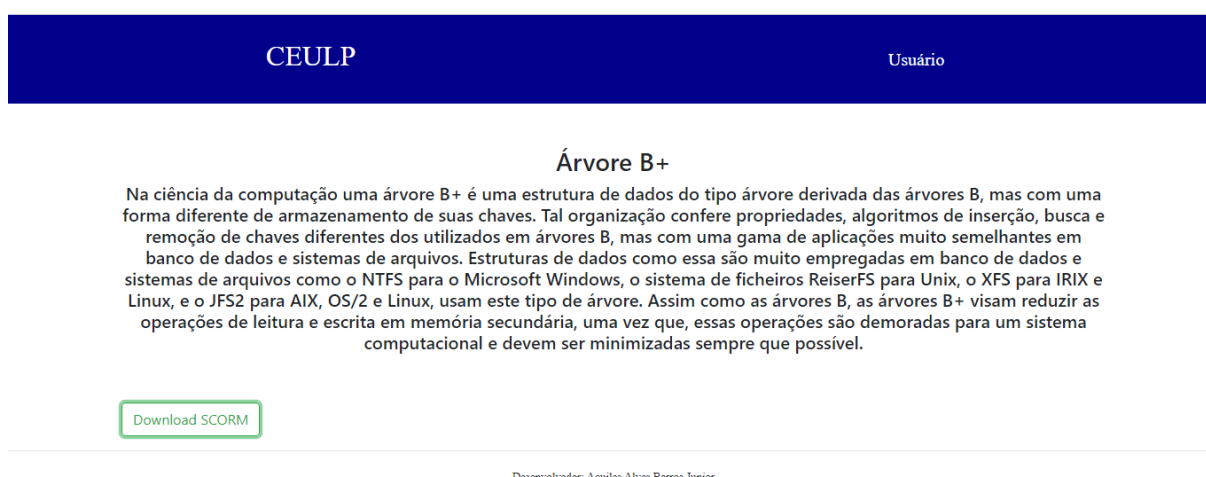 CEULP
Usuário
Árvore B+
Na ciência da computação uma árvore B+ é uma estrutura de dados do tipo árvore derivada das árvores B, mas com uma
forma diferente de armazenamento de suas chaves. Tal organização confere propriedades, algoritmos de inserção, busca e
remoção de chaves diferentes dos utilizados em árvores B, mas com uma gama de aplicações muito semelhantes em
banco de dados e sistemas de arquivos. Estruturas de dados como essa são muito empregadas em banco de dados e
sistemas de arquivos como o NTFS para o Microsoft Windows, o sistema de ficheiros ReiserFS para Unix, o XFS para IRIX e
Linux, e o JFS2 para AIX, OS/2 e Linux, usam este tipo de árvore. Assim como as árvores B, as árvores B+ visam reduzir as
operações de leitura e escrita em memória secundária, uma vez que, essas operações são demoradas para um sistema
computacional e devem ser minimizadas sempre que possível.
Download SCORM
Desenvolvedor: Alves Barros Junior